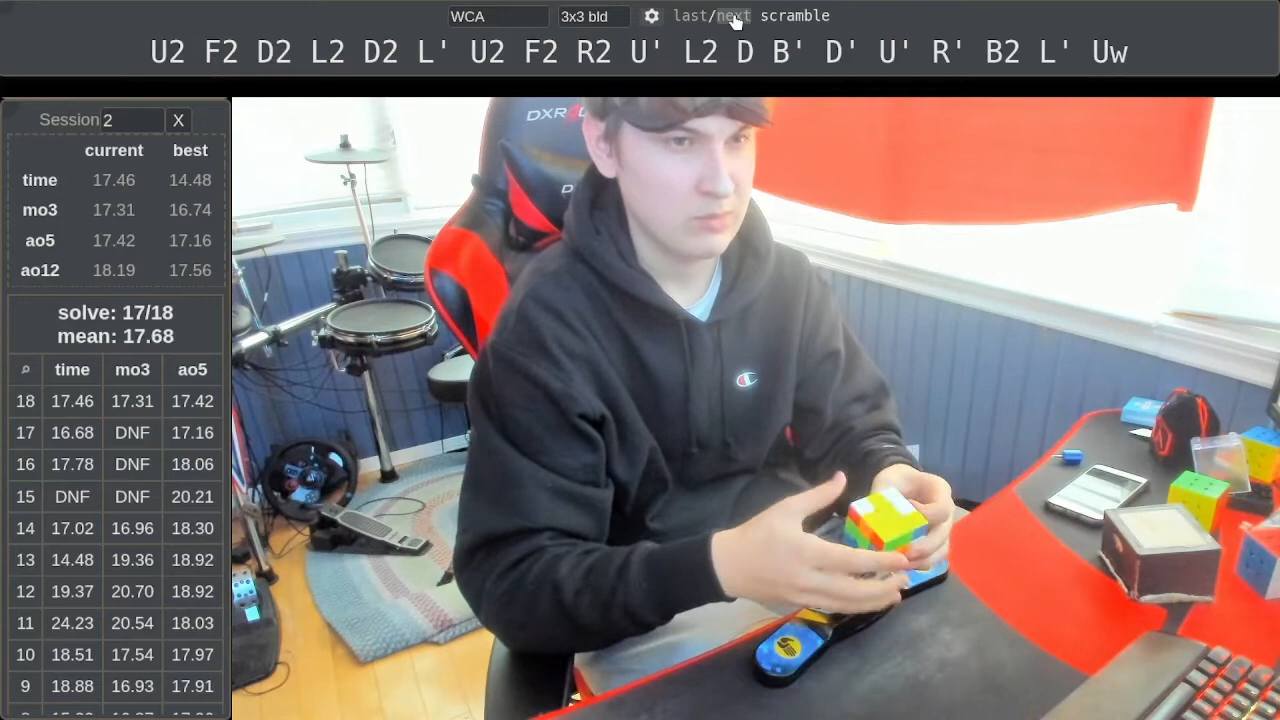 WCA 3x3 bld last/next scramble
U2 F2 D2 L2 D2 L' U2 F2 R2 U' L2 D B' D' U' R' B2 L' Uw
Session 2 X
current best
time 17.46 14.48
mo3 17.31 16.74
ao5 17.42 17.16
ao12 18.19 17.56
solve: 17/18
mean: 17.68
time mo3 ao5
18 17.46 17.31 17.42
17 16.68 DNF 17.16
16 17.78 DNF 18.06
15 DNF DNF 20.21
14 17.02 16.96 18.30
13 14.48 19.36 18.92
12 19.37 20.70 18.92
11 24.23 20.54 18.03
10 18.51 17.54 17.97
9 18.88 16.93 17.91